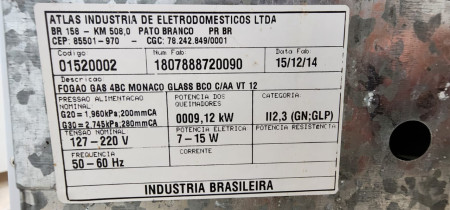 ATLAS INDUSTRIA DE ELETRODOMESTICOS LTDA
BR 158 - KM 508,0 PATO BRANCO PR BR
CEP: 85501-970 - CGC: 78.242.849/0001
Codigo Num Fab Data Fab:
01520002 1807888720090 15/12/14
Descricao
FOGAO GAS 4BC MONACO GLASS BCO C/AA VT 12
PRESSAO ALIMENTACAO NOMINAL
G20= 1,960kPa;200mmCA
G30= 2.745kPa;280mmCA
POTENCIA DOS QUEIMADORES
0009,12 kW
CATEGORIA
II2,3 (GN;GLP)
TENSAO NOMINAL
127-220 V
POTENCIA ELETRICA
7-15 W
POTENCIA RESISTENCIA
FREQUENCIA
50-60 Hz
CORRENTE
INDUSTRIA BRASILEIRA